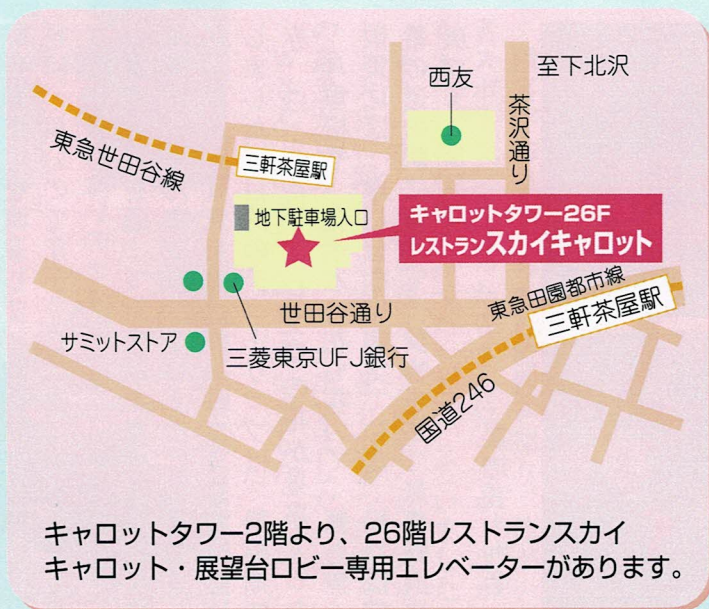 西友
至下北沢
茶沢通り
東急世田谷線
三軒茶屋駅
地下駐車場入口
キャロットタワー26F
レストランスカイキャロット
世田谷通り
東急田園都市線
三軒茶屋駅
サミットストア
三菱東京UFJ銀行
国道246
キャロットタワー2階より、26階レストランスカイ
キャロット・展望台ロビー専用エレベーターがあります。